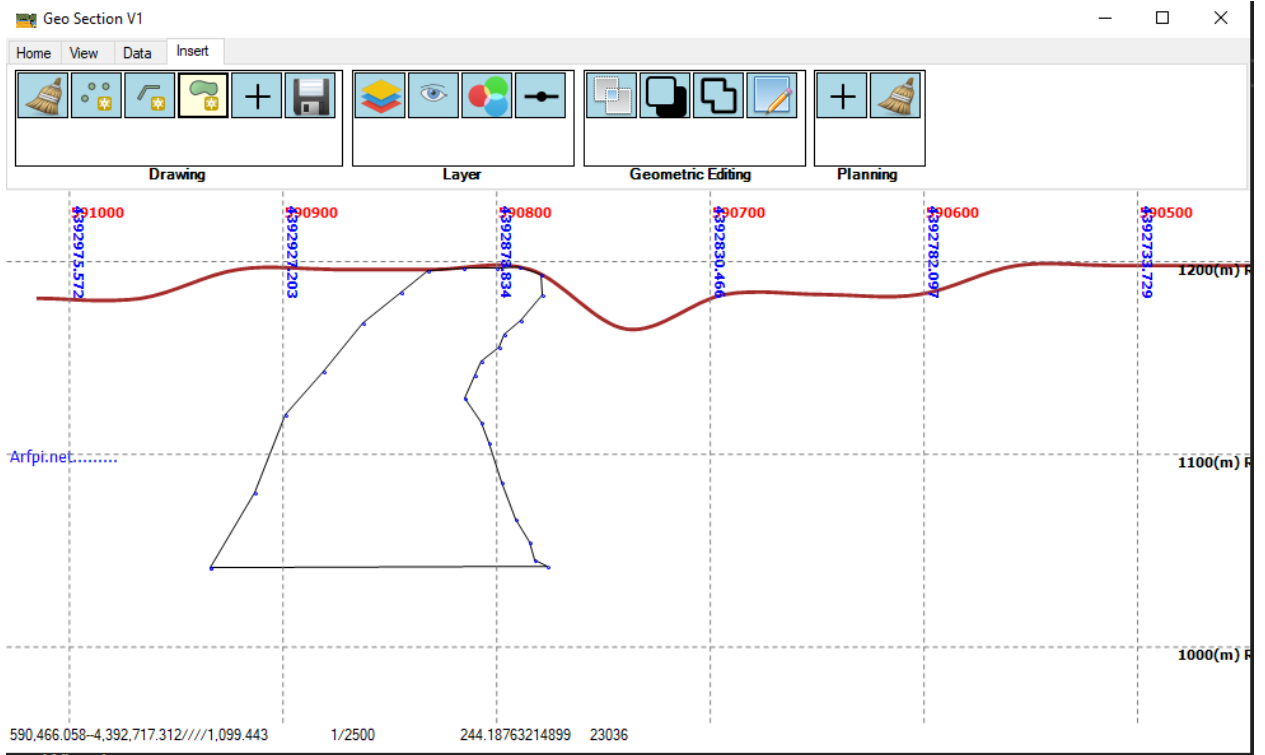 Geo Section V1
Home View Data Insert
Drawing Layer Geometric Editing Planning
591000 590900 590800 590700 590600 590500
4392975.572 4392927.203 4392878.834 4392830.466 4392782.097 4392733.729
1200(m) R
Arfpi.net.........
1100(m) R
1000(m) R
590,466.058--4,392,717.312////1,099.443 1/2500 244.18763214899 23036